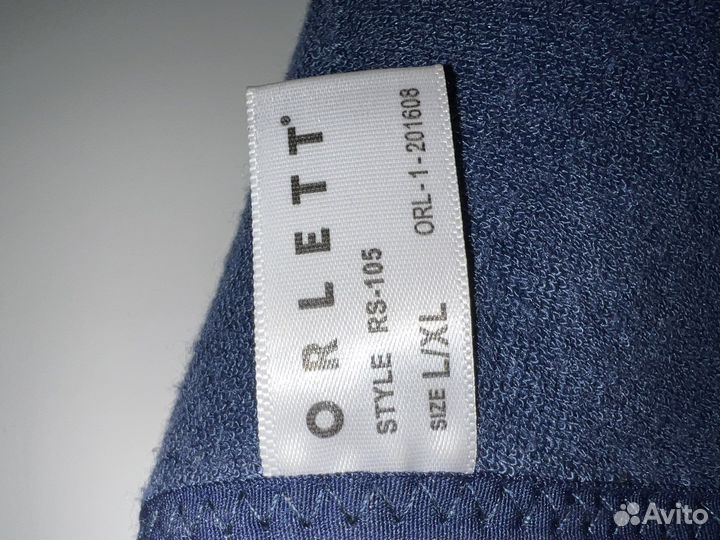 ORLETT®
STYLE RS-105
SIZE L/XL
ORL-1-201608
Avito